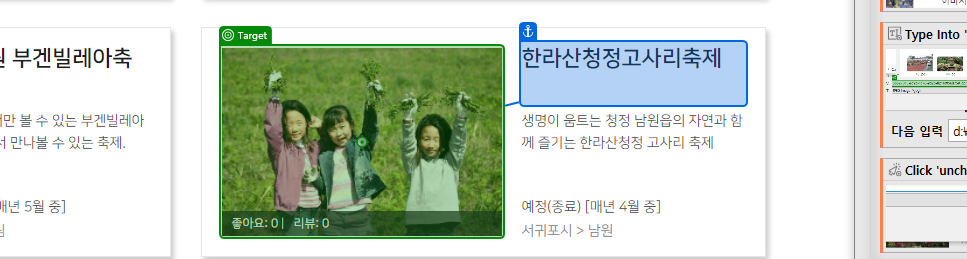 Target
한라산청정고사리축제
생명이 움트는 청정 남원읍의 자연과 함
께 즐기는 한라산청정 고사리 축제
예정(종료) [매년 4월 중]
서귀포시 > 남원
좋아요: 0 | 리뷰: 0
부겐빌레아축
만 볼 수 있는 부겐빌레아
서 만나볼 수 있는 축제.
매년 5월 중]
Type Into '
다음 입력
d:\
Click 'unch